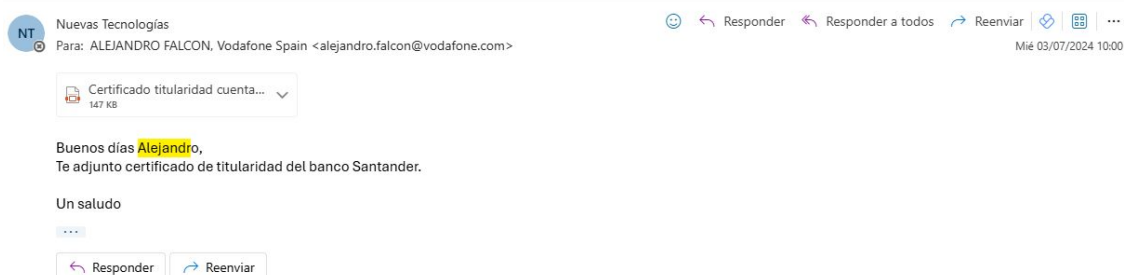 NT
Nuevas Tecnologías
Responder
Responder a todos
Reenviar
Para: ALEJANDRO FALCON, Vodafone Spain <alejandro.falcon@vodafone.com>
Mié 03/07/2024 10:00
Certificado titularidad cuenta...
147 KB
Buenos días Alejandro,
Te adjunto certificado de titularidad del banco Santander.
Un saludo
...
Responder
Reenviar